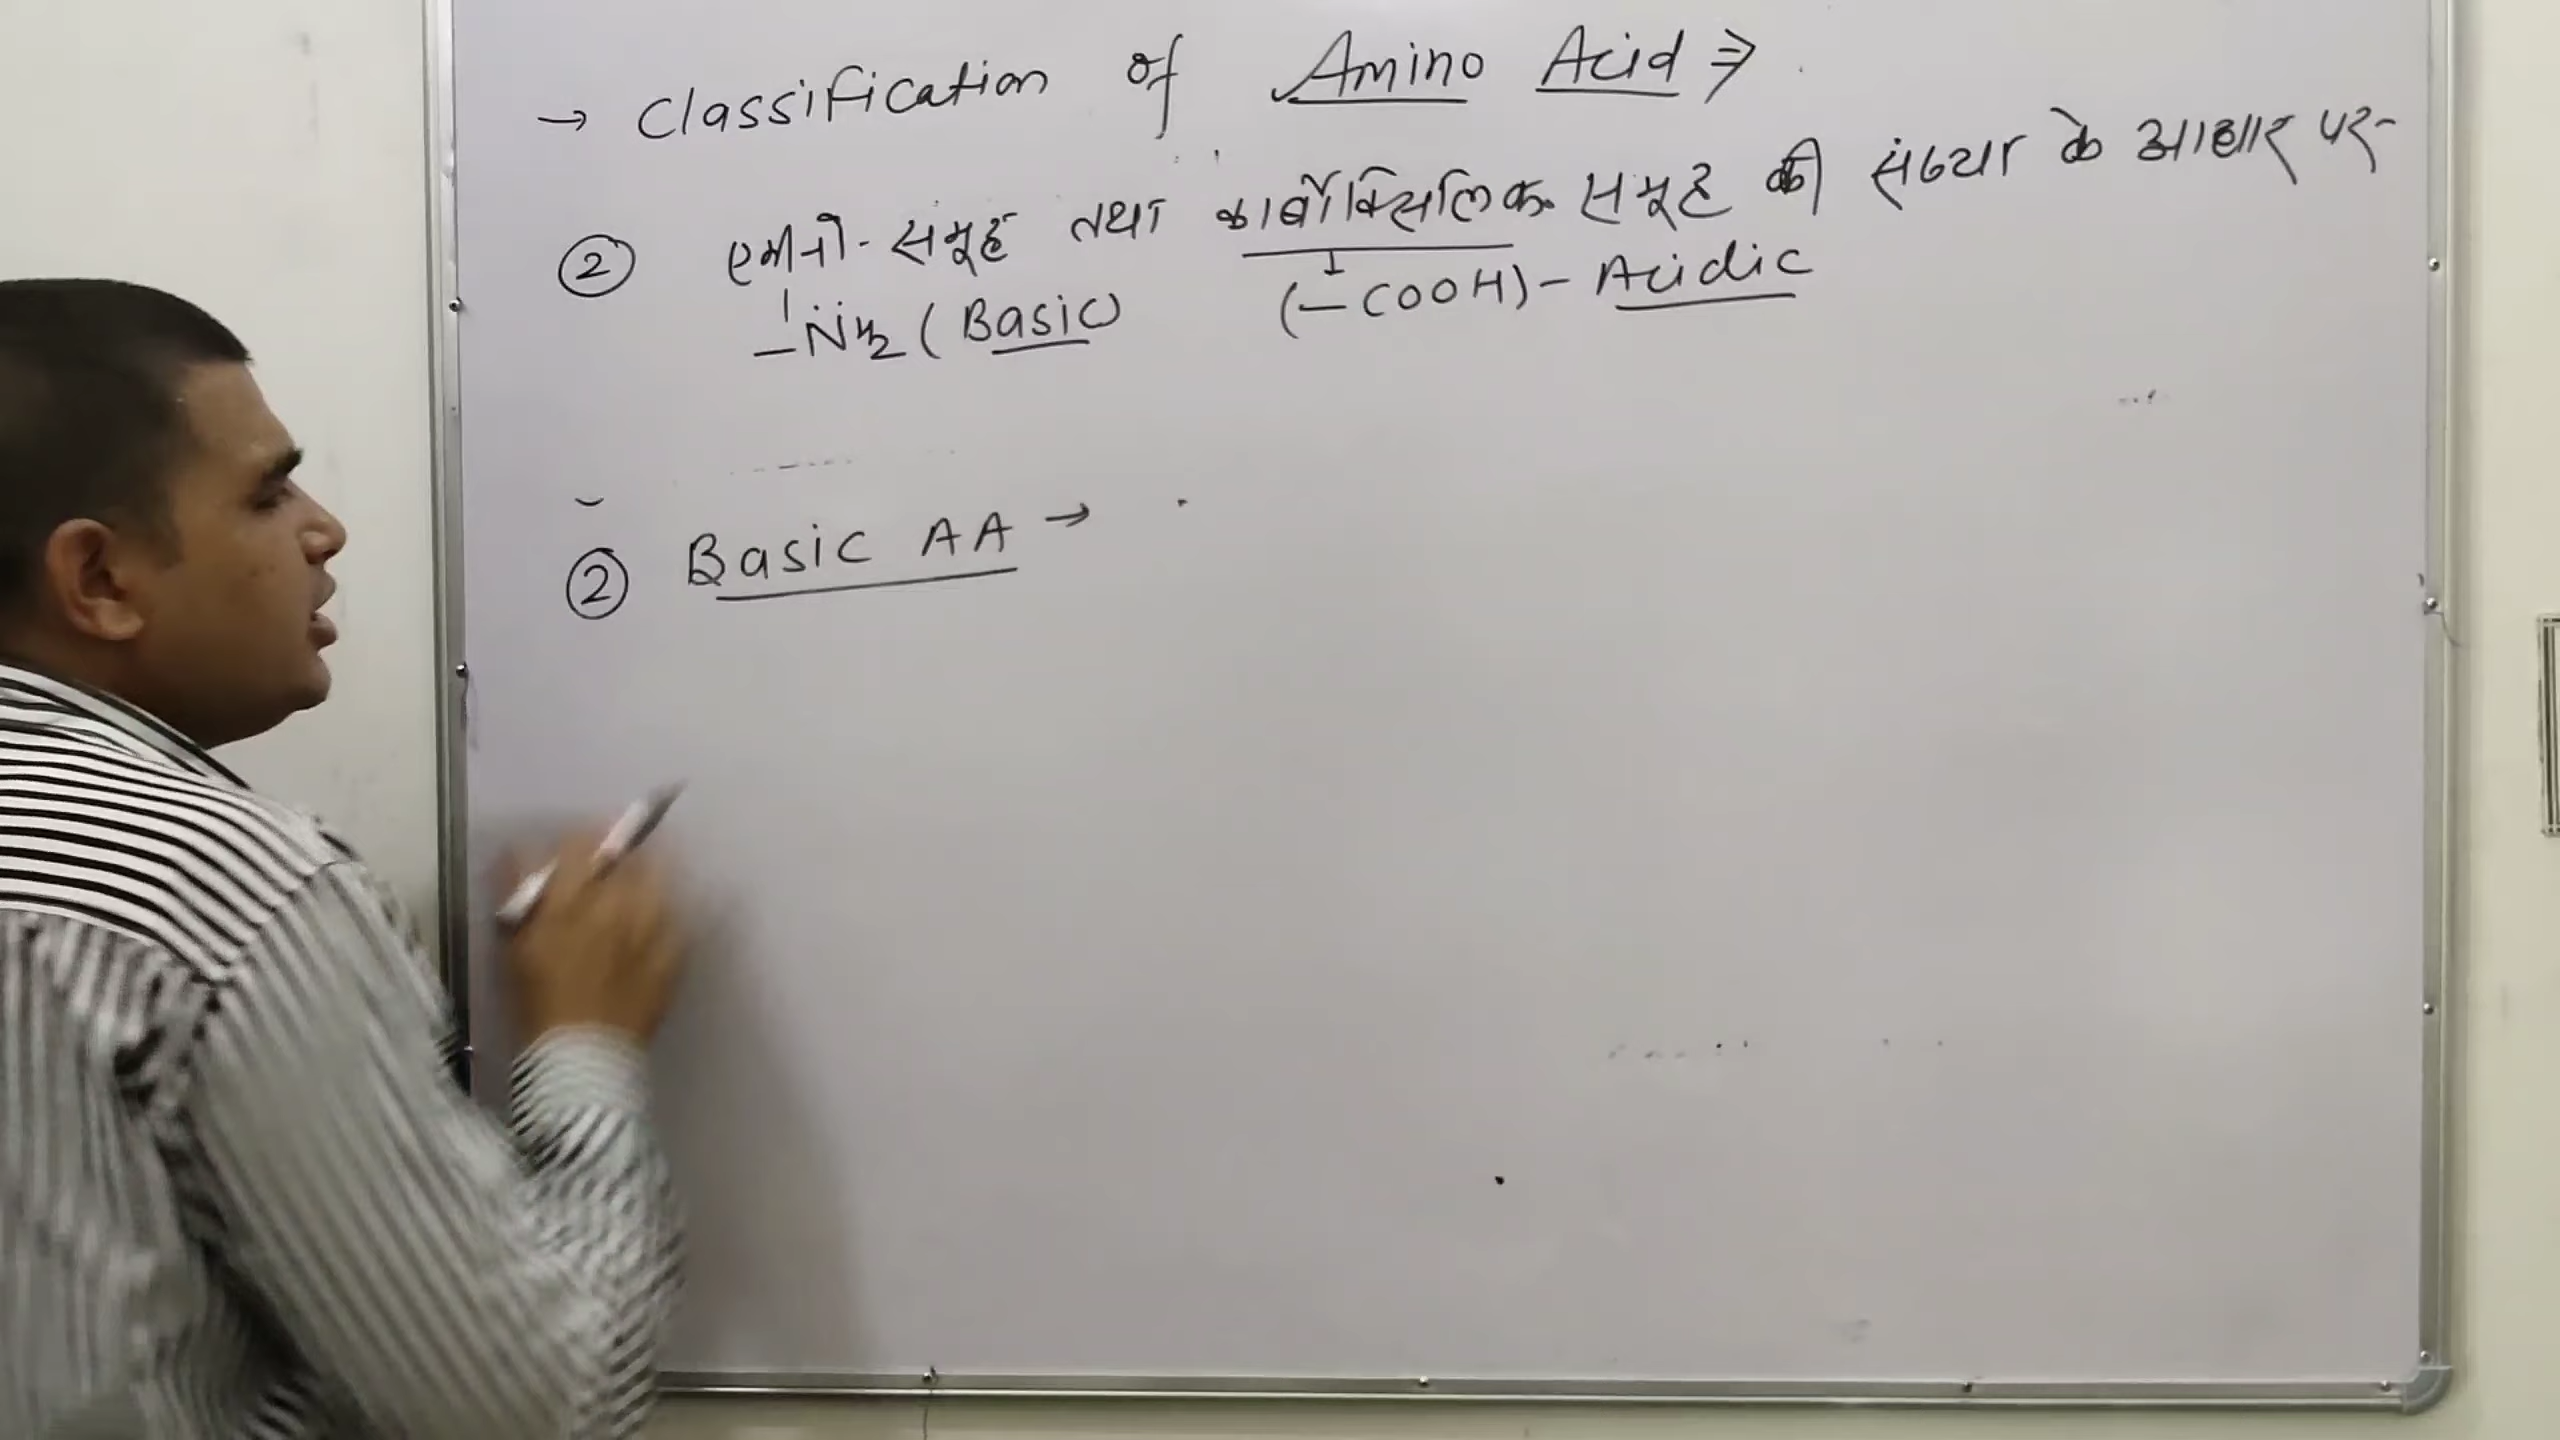 → Classification of Amino Acid ⇒
② एमीनो-समूह तथा कार्बोक्सिलिक समूह की संख्या के आधार पर-
-NH2 (Basic) (-COOH) - Acidic
② Basic AA →